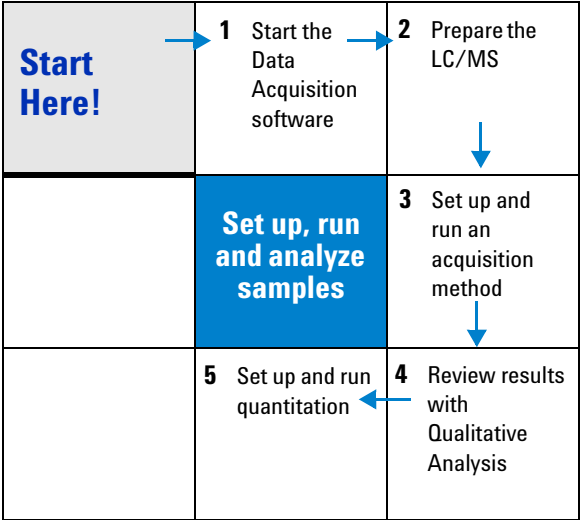 Start
Here!
1 Start the
Data
Acquisition
software
2 Prepare the
LC/MS
Set up, run
and analyze
samples
3 Set up and
run an
acquisition
method
4 Review results
with
Qualitative
Analysis
5 Set up and run
quantitation